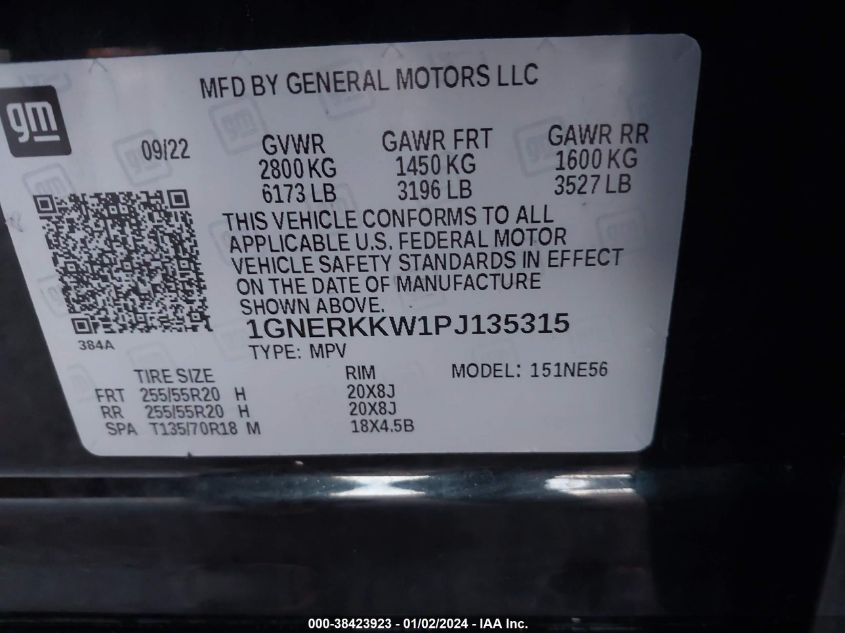 MFD BY GENERAL MOTORS LLC
gm
09/22 GVWR GAWR FRT GAWR RR
2800 KG 1450 KG 1600 KG
6173 LB 3196 LB 3527 LB
THIS VEHICLE CONFORMS TO ALL
APPLICABLE U.S. FEDERAL MOTOR
VEHICLE SAFETY STANDARDS IN EFFECT
ON THE DATE OF MANUFACTURE
SHOWN ABOVE.
1GNERKKW1PJ135315
384A
TYPE: MPV
TIRE SIZE RIM MODEL: 151NE56
FRT 255/55R20 H 20X8J
RR 255/55R20 H 20X8J
SPA T135/70R18 M 18X4.5B
000-38423923 - 01/02/2024 - IAA Inc.